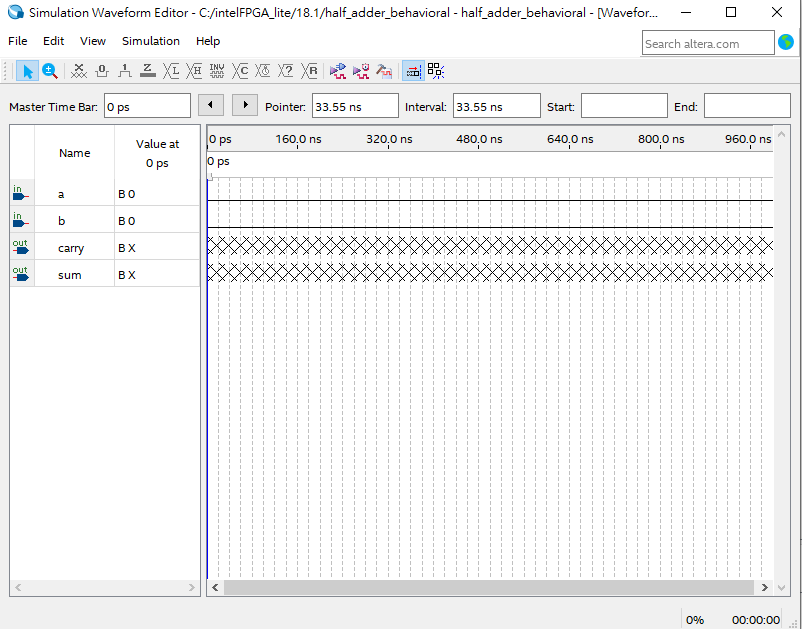 Simulation Waveform Editor - C:/intelFPGA_lite/18.1/half_adder_behavioral - half_adder_behavioral - [Wavefor...
File Edit View Simulation Help
Search altera.com
Master Time Bar: 0 ps Pointer: 33.55 ns Interval: 33.55 ns Start: End:
Name Value at 0 ps
0 ps 160.0 ns 320.0 ns 480.0 ns 640.0 ns 800.0 ns 960.0 ns
0 ps
in a B 0
in b B 0
out carry B X
out sum B X
0% 00:00:00